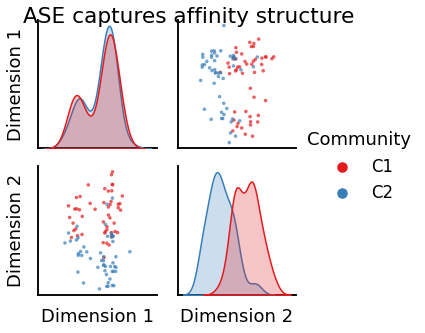 ASE captures affinity structure
Dimension 1
Dimension 2
Dimension 1
Dimension 2
Community
C1
C2